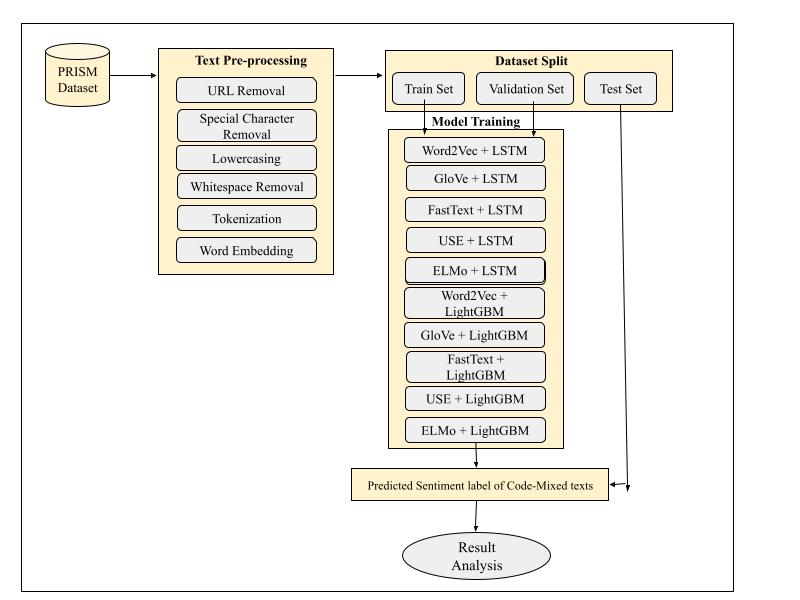 PRISM
Dataset
Text Pre-processing
URL Removal
Special Character
Removal
Lowercasing
Whitespace Removal
Tokenization
Word Embedding
Dataset Split
Train Set
Validation Set
Test Set
Model Training
Word2Vec + LSTM
GloVe + LSTM
FastText + LSTM
USE + LSTM
ELMo + LSTM
Word2Vec +
LightGBM
GloVe + LightGBM
FastText +
LightGBM
USE + LightGBM
ELMo + LightGBM
Predicted Sentiment label of Code-Mixed texts
Result
Analysis